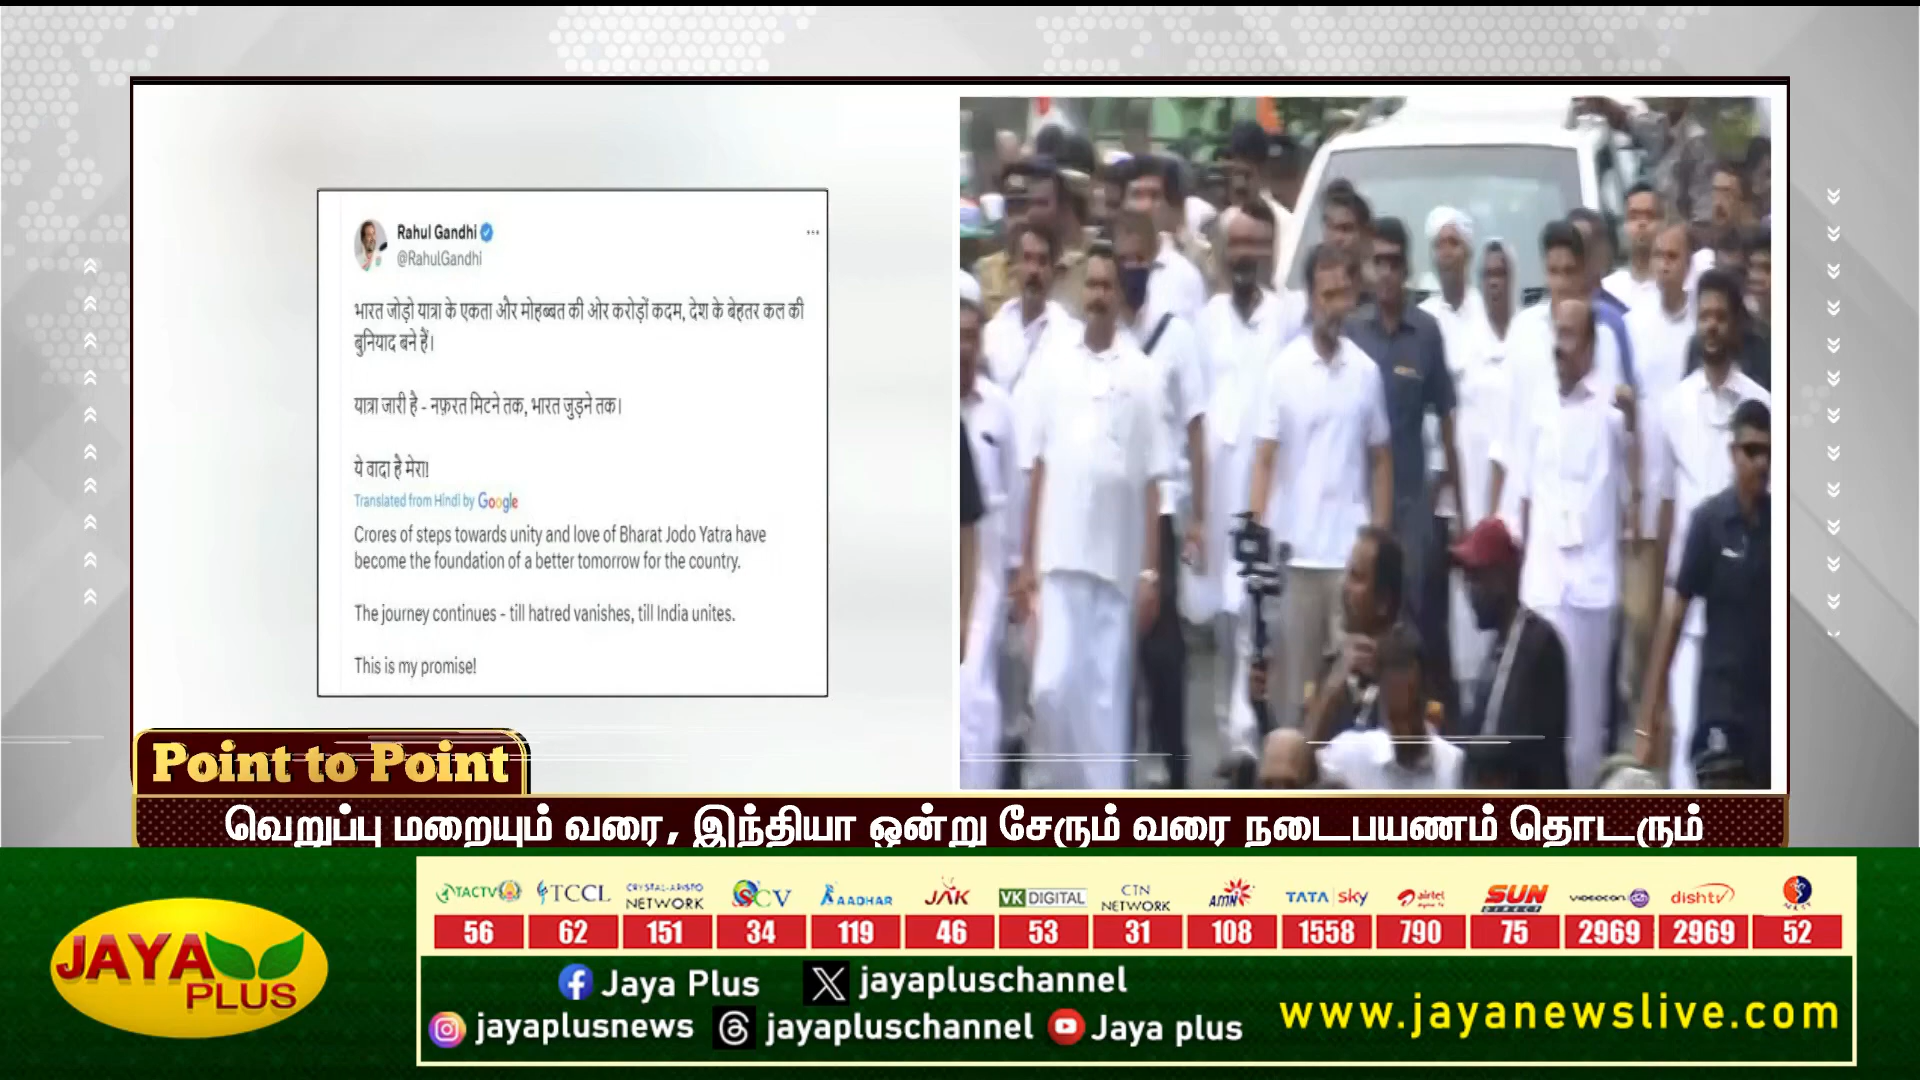 Rahul Gandhi
@RahulGandhi
भारत जोड़ो यात्रा के एकता और मोहब्बत की ओर करोड़ों कदम, देश के बेहतर कल की
बुनियाद बने हैं।
यात्रा जारी है - नफ़रत मिटने तक, भारत जुड़ने तक।
ये वादा है मेरा!
Translated from Hindi by Google
Crores of steps towards unity and love of Bharat Jodo Yatra have
become the foundation of a better tomorrow for the country.
The journey continues - till hatred vanishes, till India unites.
This is my promise!
Point to Point
வெறுப்பு மறையும் வரை, இந்தியா ஒன்று சேரும் வரை நடைபயணம் தொடரும்
JAYA
PLUS
TACTV TCCL CRYSTAL-ARISTO NETWORK SCV AADHAR JAK VK DIGITAL CTN NETWORK AMN TATA sky airtel digital tv SUN DIRECT VIDEOCON d2h dishtv
56 62 151 34 119 46 53 31 108 1558 790 75 2969 2969 52
Jaya Plus jayapluschannel
jayaplusnews jayapluschannel Jaya plus
www.jayanewslive.com